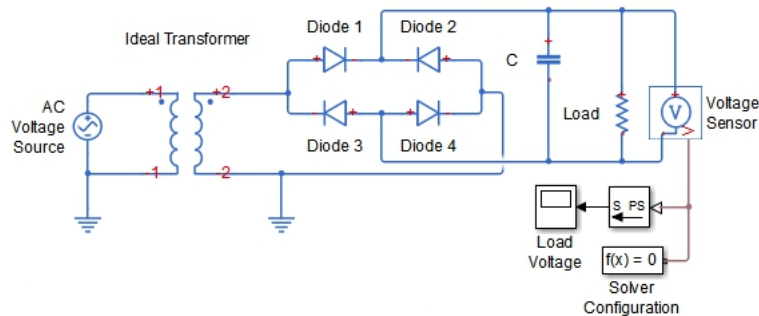 Diode 1
Diode 2
Ideal Transformer
+
+
+
C
+1
+2
AC
Voltage
Source
Load
V
Voltage
Sensor
Diode 3
Diode 4
-1
-2
S PS
Load
Voltage
f(x) = 0
Solver
Configuration